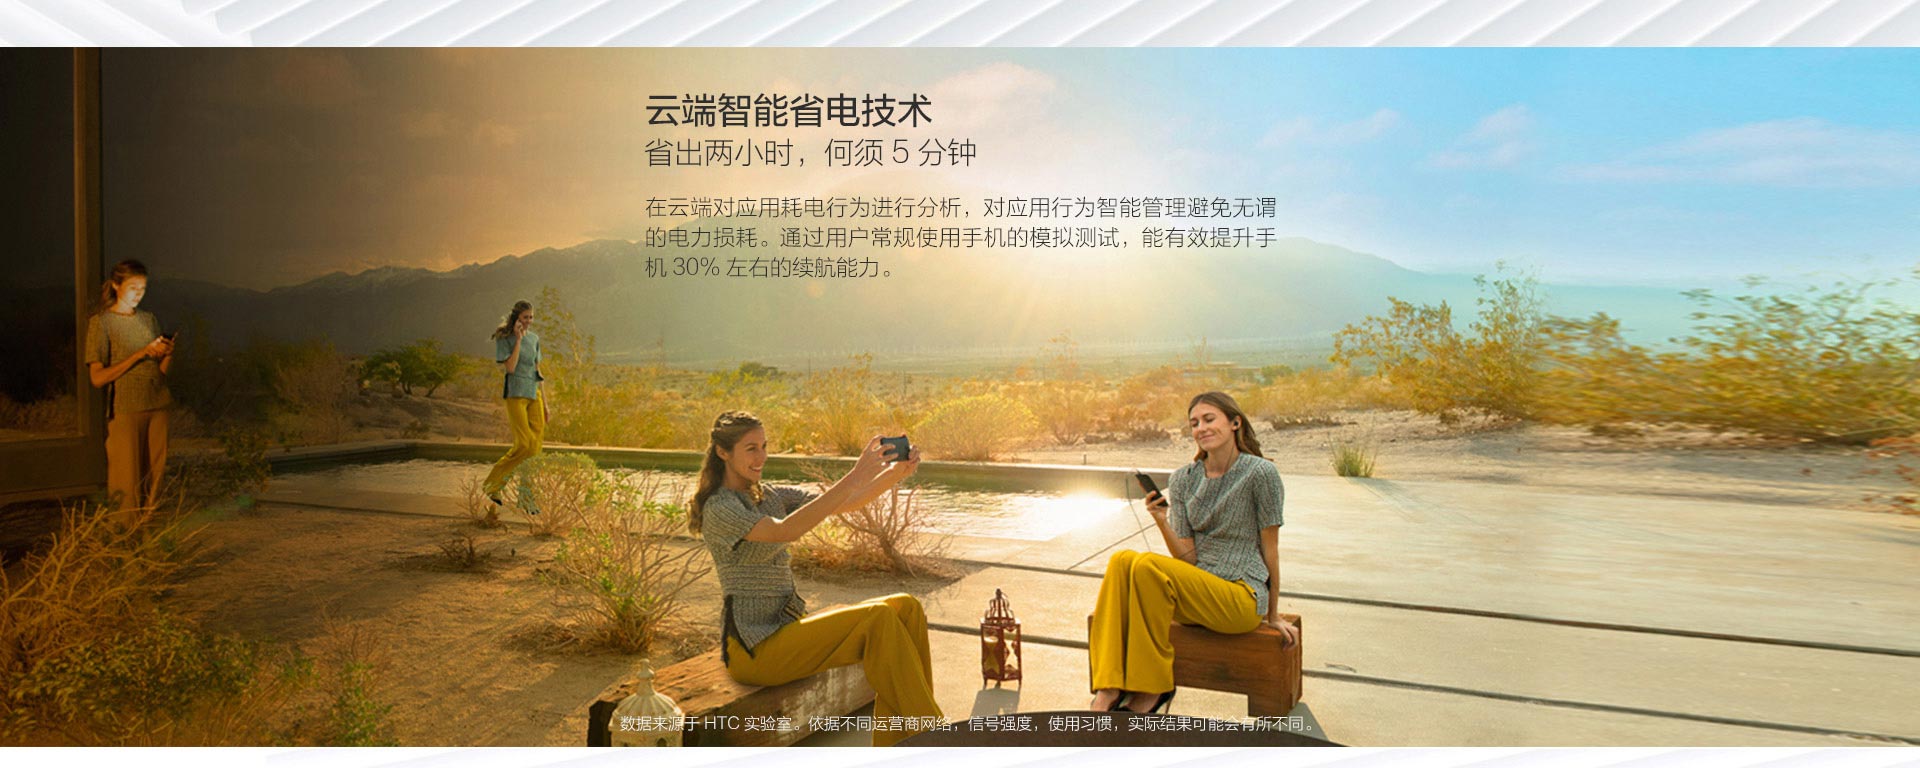 云端智能省电技术
省出两小时，何须 5 分钟
在云端对应用耗电行为进行分析，对应用行为智能管理避免无谓
的电力损耗。通过用户常规使用手机的模拟测试，能有效提升手
机 30% 左右的续航能力。
数据来源于 HTC 实验室。依据不同运营商网络，信号强度，使用习惯，实际结果可能会有所不同。